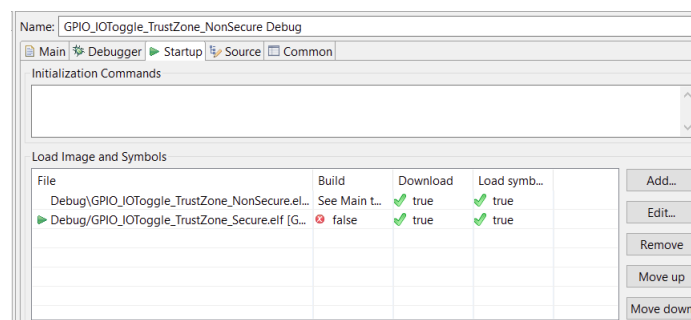 Name: GPIO_IOToggle_TrustZone_NonSecure Debug
Main Debugger Startup Source Common
Initialization Commands
Load Image and Symbols
File Build Download Load symb...
Debug\GPIO_IOToggle_TrustZone_NonSecure.el... See Main t... true true
Debug/GPIO_IOToggle_TrustZone_Secure.elf [G... false true true
Add...
Edit...
Remove
Move up
Move down